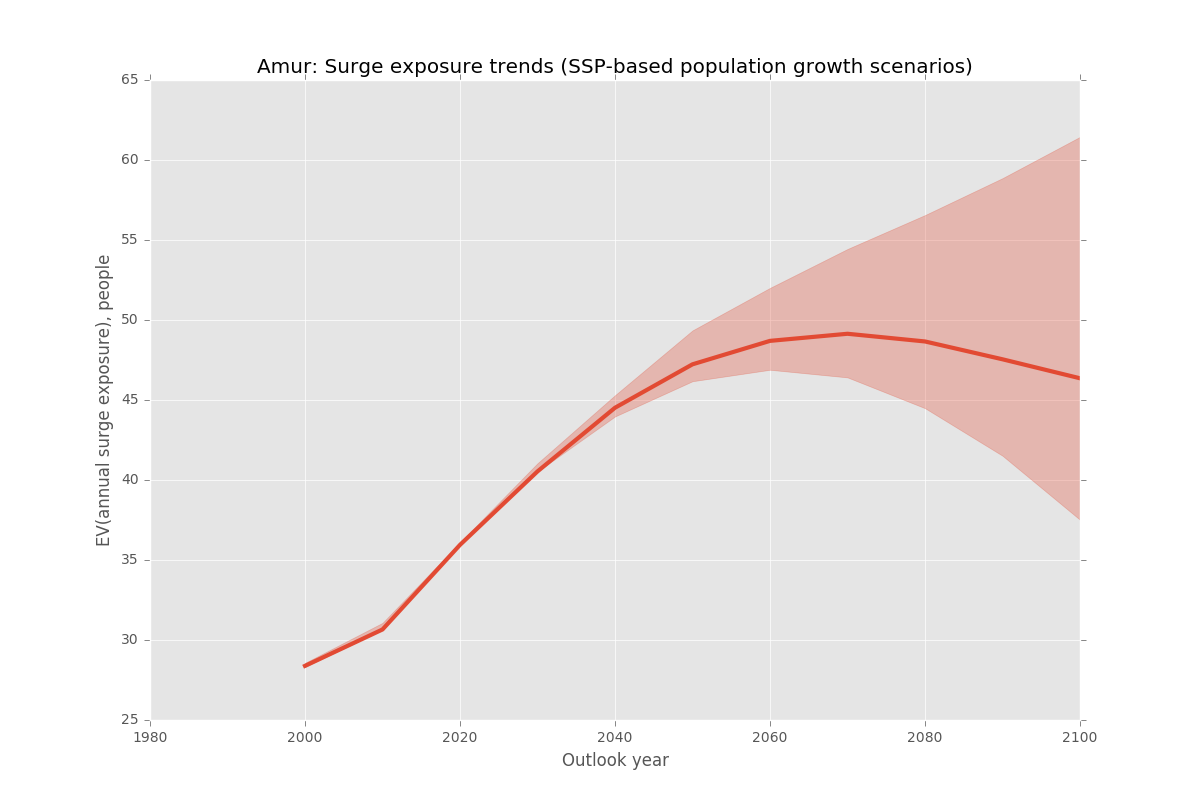 Amur: Surge exposure trends (SSP-based population growth scenarios)
65
60
55
50
45
40
35
30
25
EV(annual surge exposure), people
1980 2000 2020 2040 2060 2080 2100
Outlook year